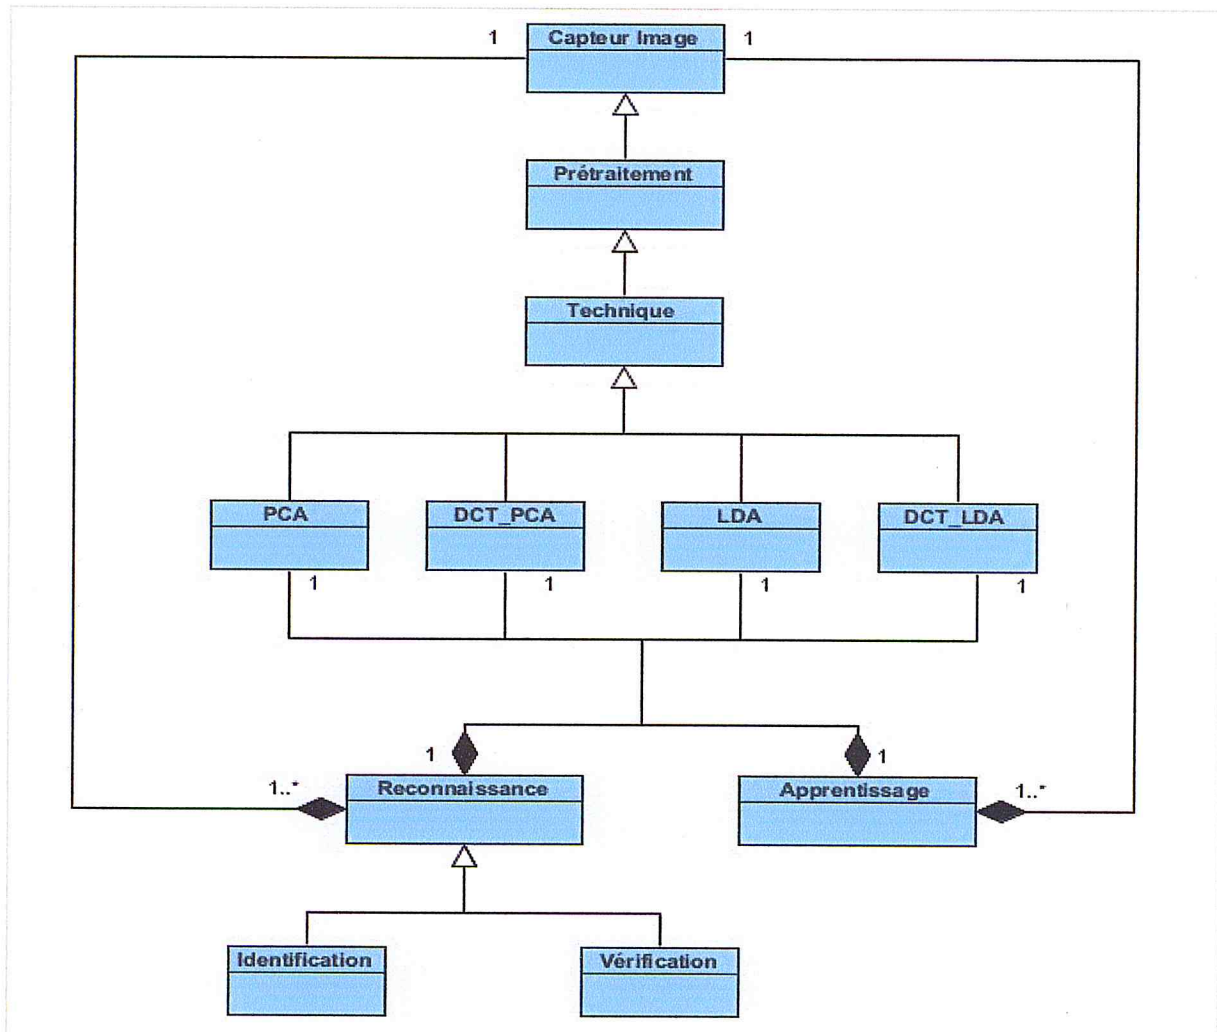 1 Capteur Image 1
Prétraitement
Technique
PCA DCT_PCA LDA DCT_LDA
1 1 1 1
1 1
1..* Reconnaissance Apprentissage 1..*
Identification Vérification